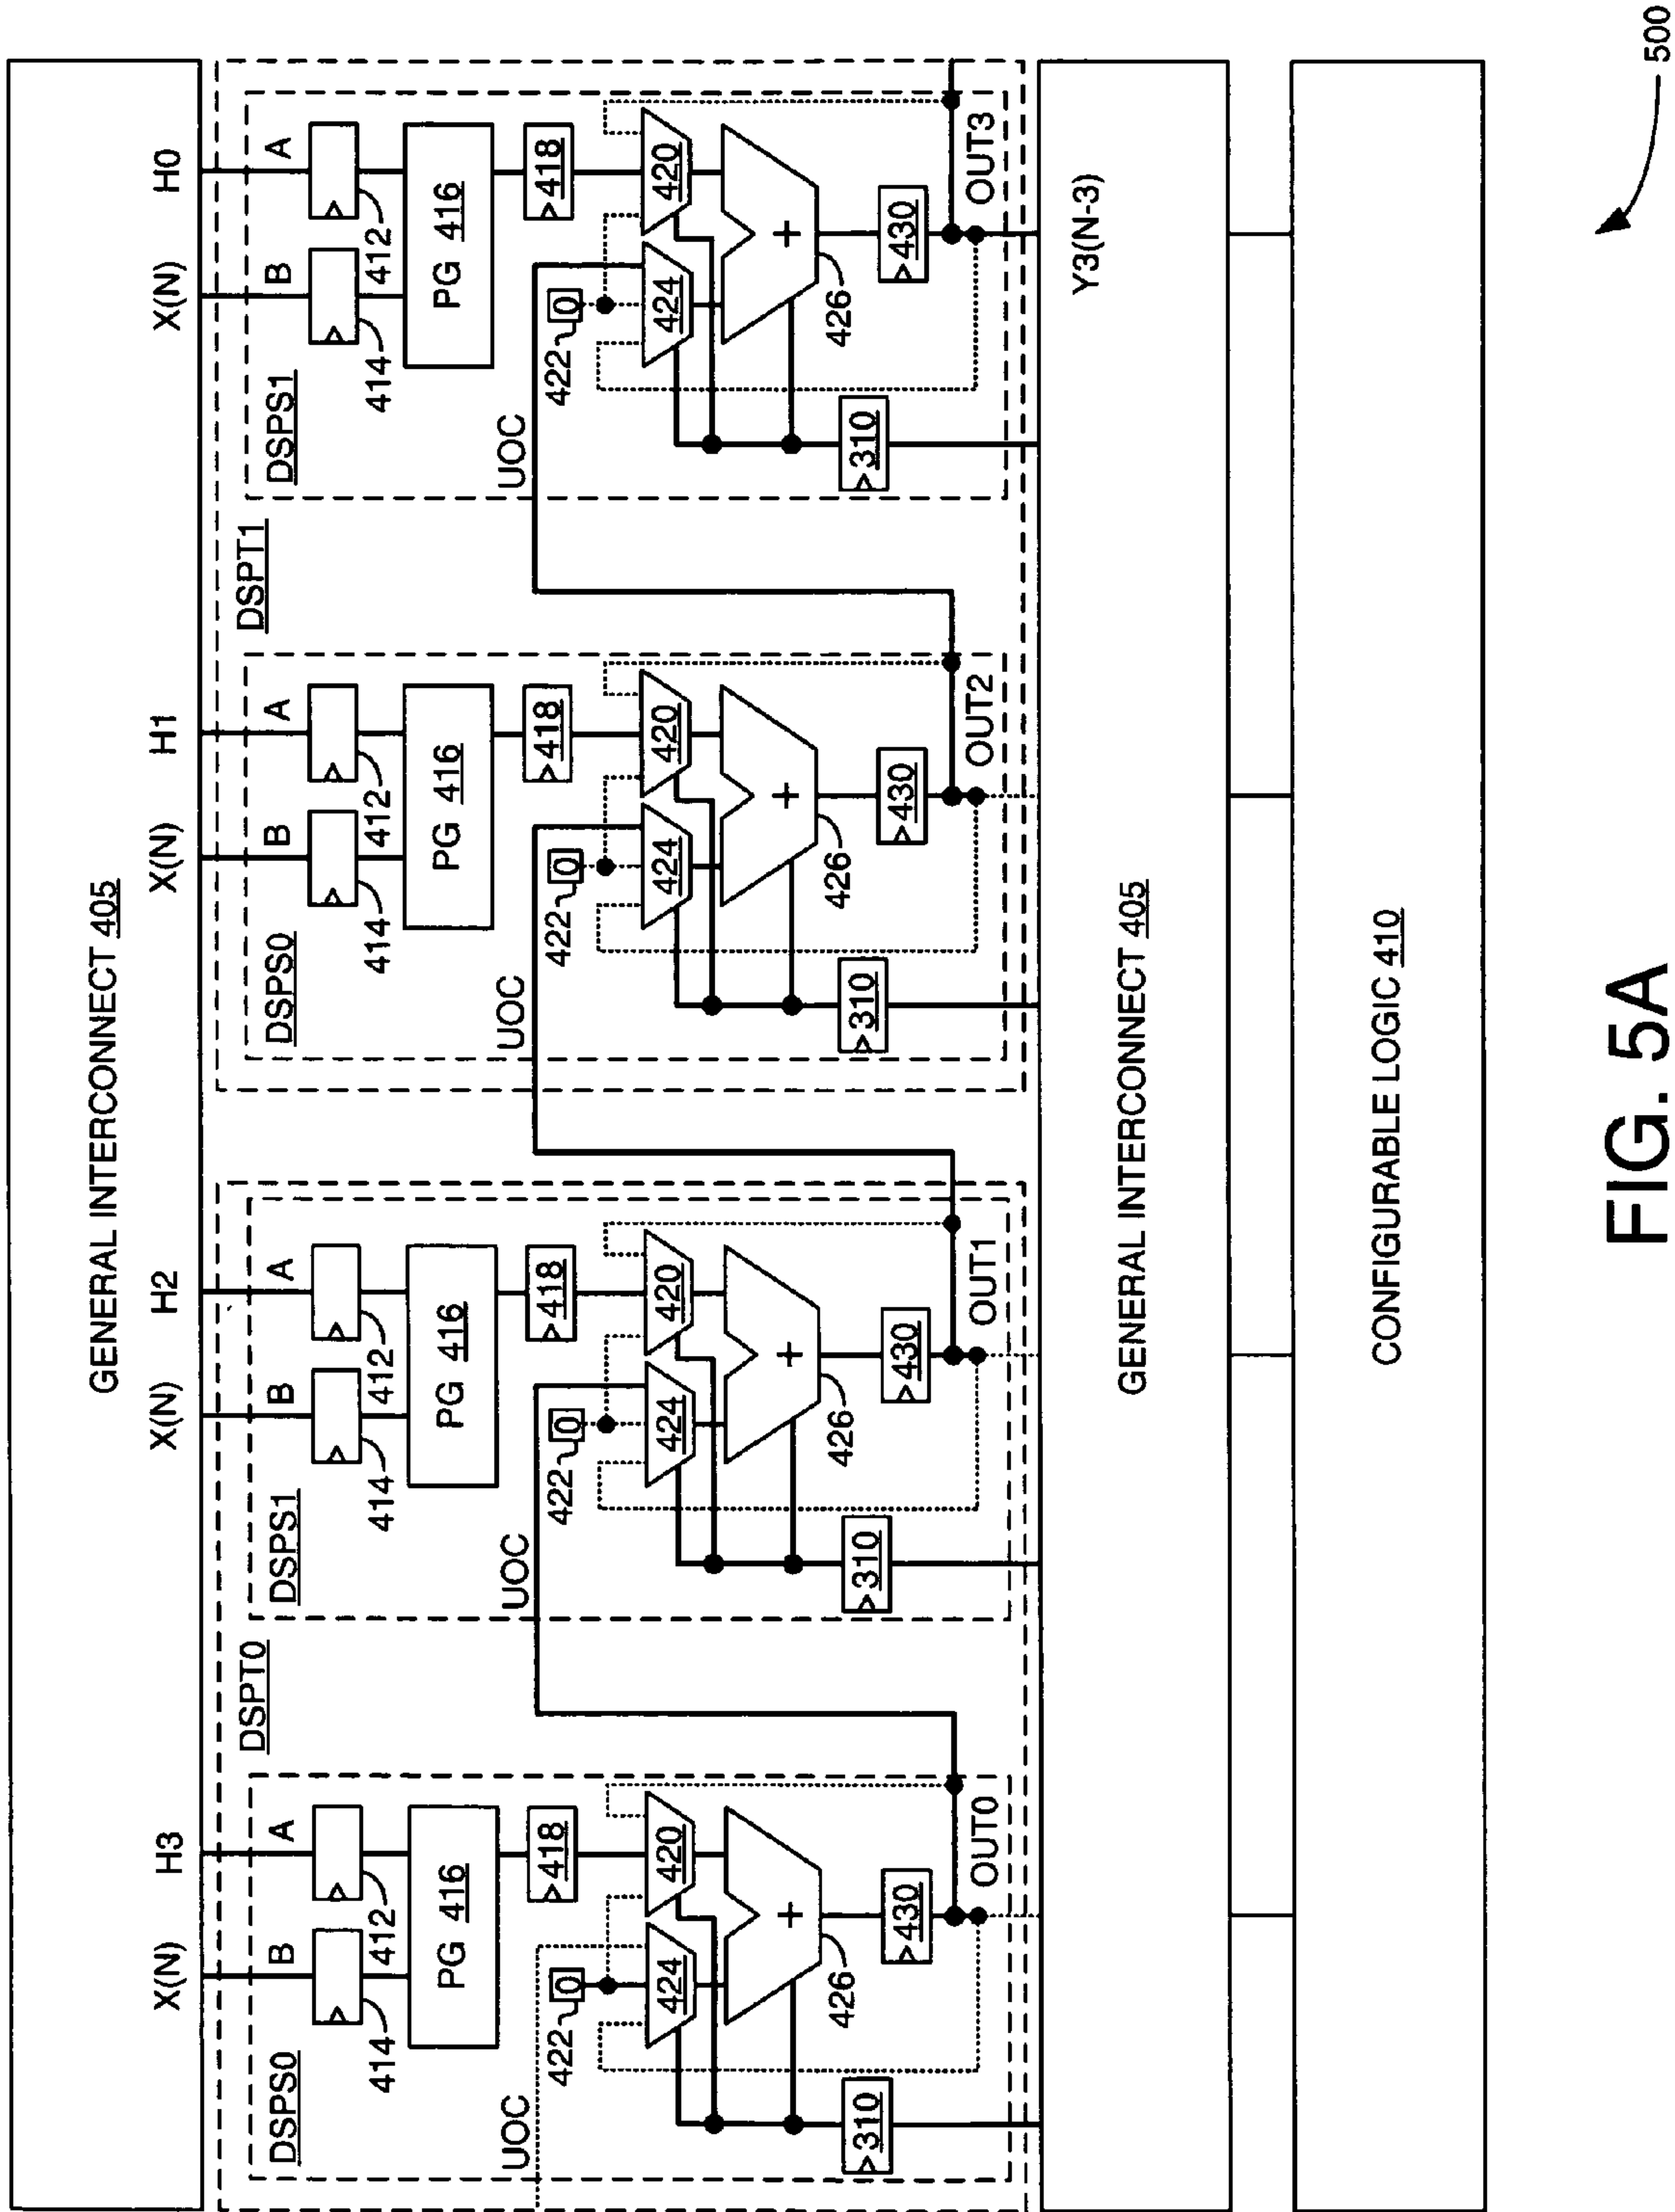 GENERAL INTERCONNECT 405
X(N) H3 X(N) H2 X(N) H1 X(N) H0
B A B A B A B A
414 412 414 412 414 412 414 412
DSPS0 DSPT0 DSPS1 DSPS0 DSPT1 DSPS1
PG 416 PG 416 PG 416 PG 416
>418 >418 >418 >418
UOC UOC UOC UOC
422 0 422 0 422 0 422 0
424 420 424 420 424 420 424 420
+ + + +
426 426 426 426
>310 >430 >310 >430 >310 >430 >310 >430
OUT0 OUT1 OUT2 OUT3
Y3(N-3)
GENERAL INTERCONNECT 405
CONFIGURABLE LOGIC 410
500
FIG. 5A